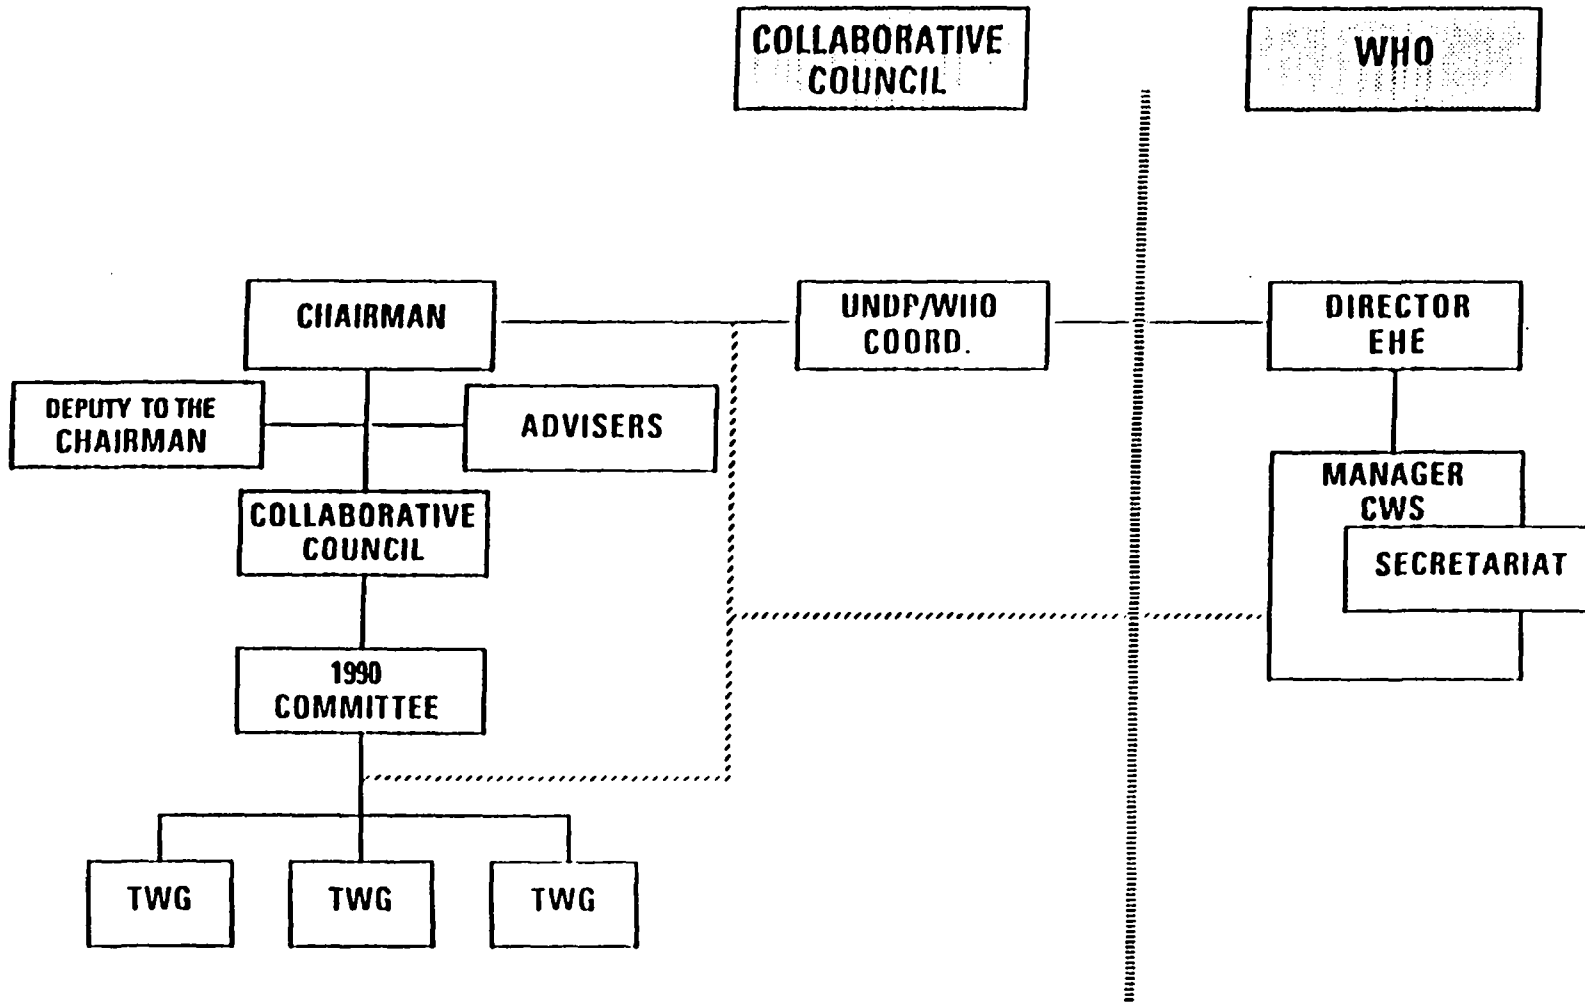 COLLABORATIVE
COUNCIL
WHO
CHAIRMAN
UNDP/WHO
COORD.
DIRECTOR
EHE
DEPUTY TO THE
CHAIRMAN
ADVISERS
COLLABORATIVE
COUNCIL
MANAGER
CWS
SECRETARIAT
1990
COMMITTEE
TWG
TWG
TWG